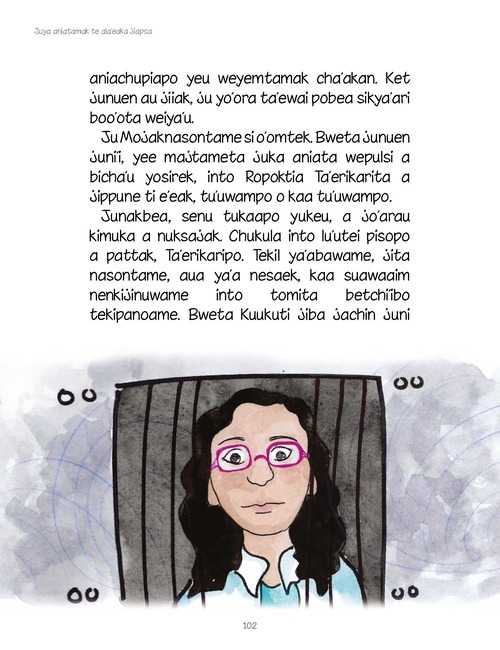 Juya aniatamak te ala'eaka Siapsa
aniachupiapo yeu weyemtamak cha'akan. Ket
junuen au jiiak, ju yo'ora ta'ewai pobea sikya'ari
boo'ota weiya'u.
Ju Mojaknasontame si o'omtek. Bweta junuen
junii, yee majtameta juka aniata wepulsi a
bicha'u yosirek, into Ropoktia Ta'erikarita a
jippune ti e'eak, tu'uwampo o kaa tu'uwampo.
Junakbea, senu tukaapo yukeu, a jo'arau
kimuka a nuksajak. Chukula into lu'utei pisopo
a pattak, Ta'erikaripo. Tekil ya'abawame, jita
nasontame, aua ya'a nesaek, kaa suawaaim
nenkijinuwame into tomita betchi'ibo
tekipanoame. Bweta Kuukuti jiba jachin juni
102